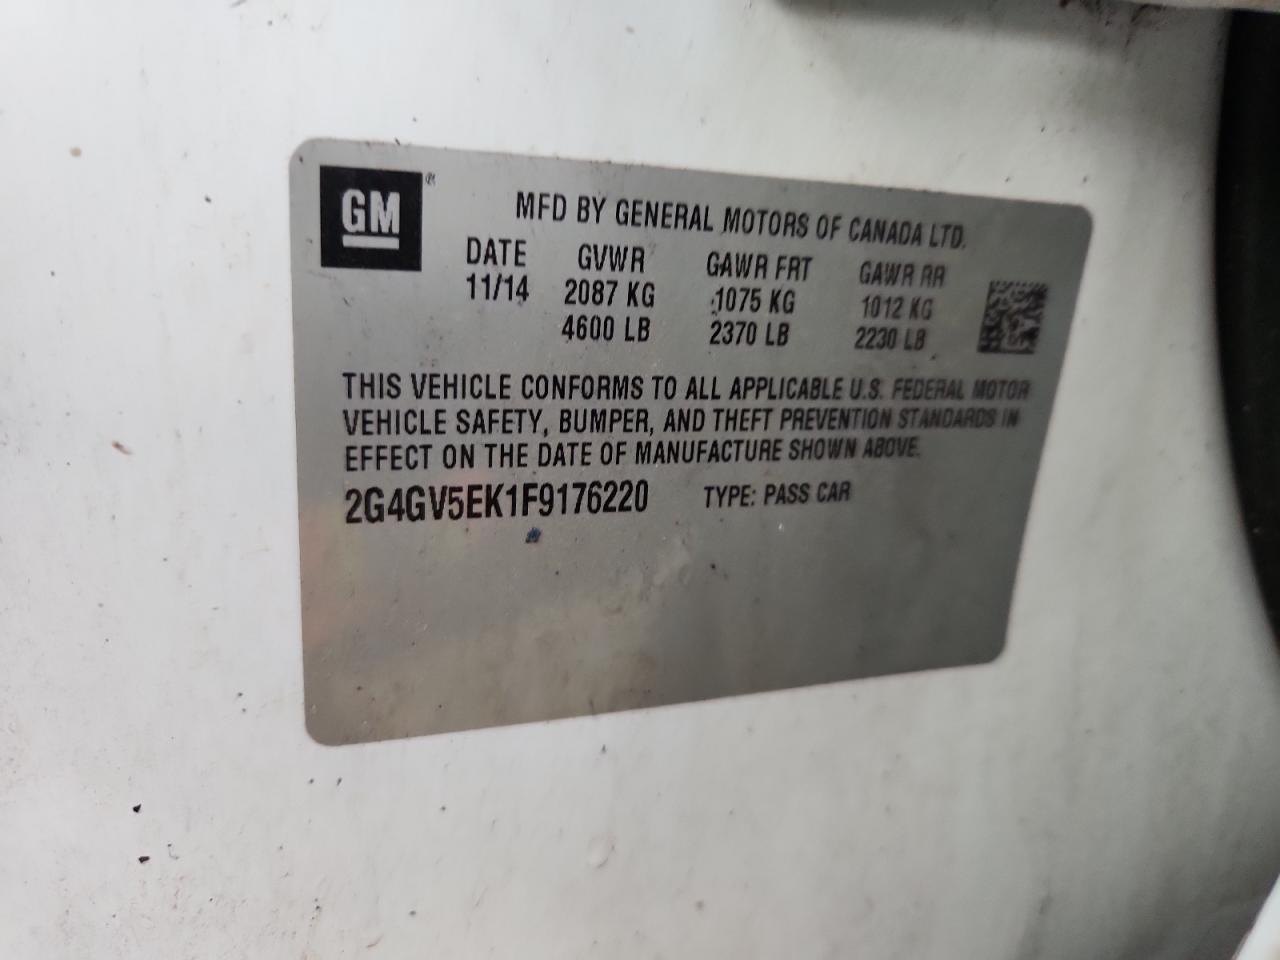 GM®
MFD BY GENERAL MOTORS OF CANADA LTD.
DATE GVWR GAWR FRT GAWR RR
11/14 2087 KG 1075 KG 1012 KG
4600 LB 2370 LB 2230 LB
THIS VEHICLE CONFORMS TO ALL APPLICABLE U.S. FEDERAL MOTOR
VEHICLE SAFETY, BUMPER, AND THEFT PREVENTION STANDARDS IN
EFFECT ON THE DATE OF MANUFACTURE SHOWN ABOVE.
2G4GV5EK1F9176220 TYPE: PASS CAR